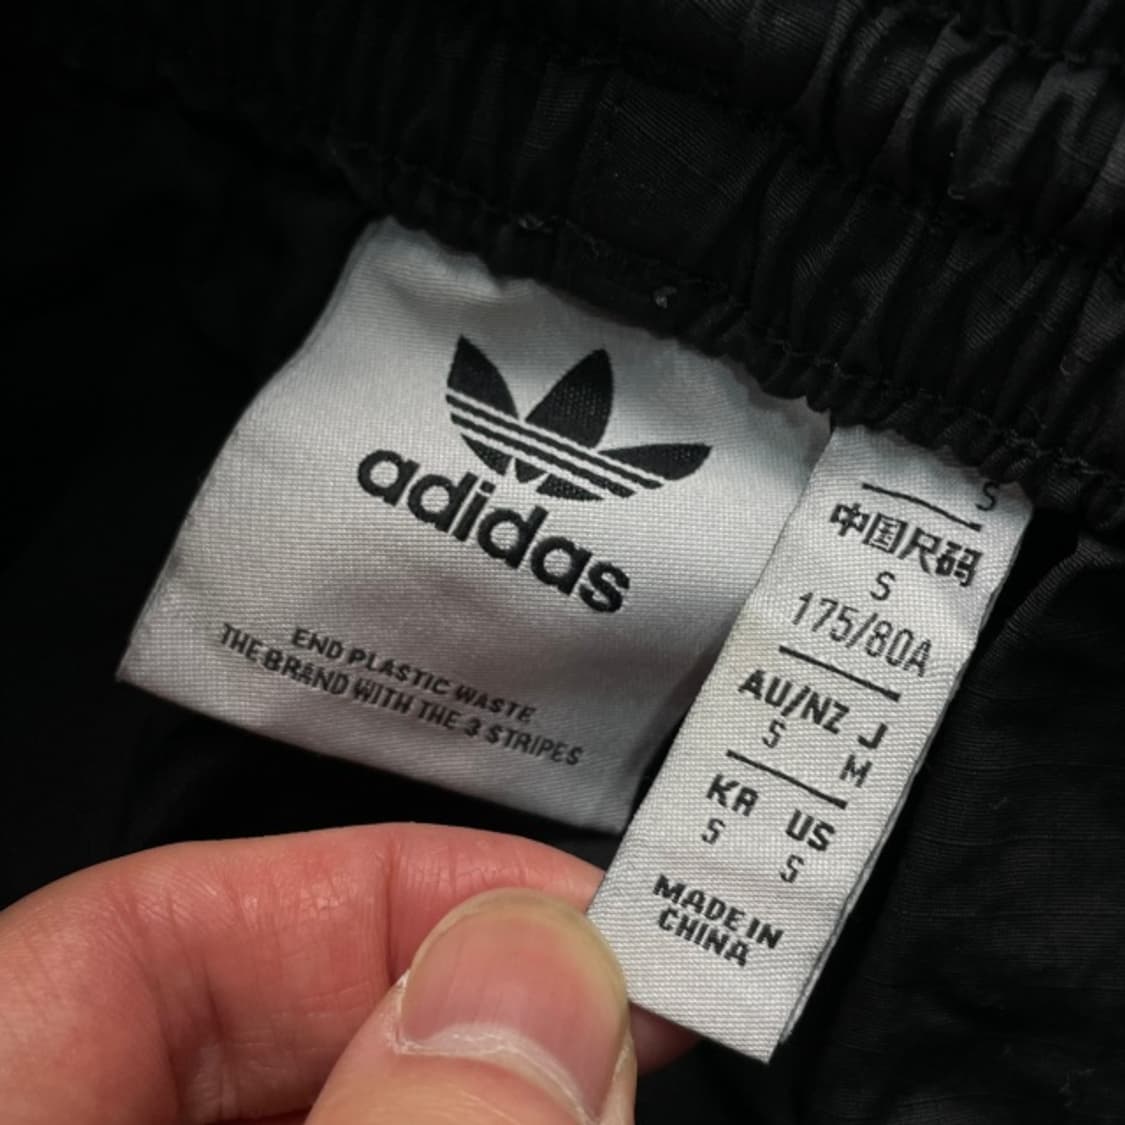 adidas
END PLASTIC WASTE
THE BRAND WITH THE 3 STRIPES
S
中国尺码
S
175/80A
AU/NZ J
S M
KR US
S S
MADE IN
CHINA